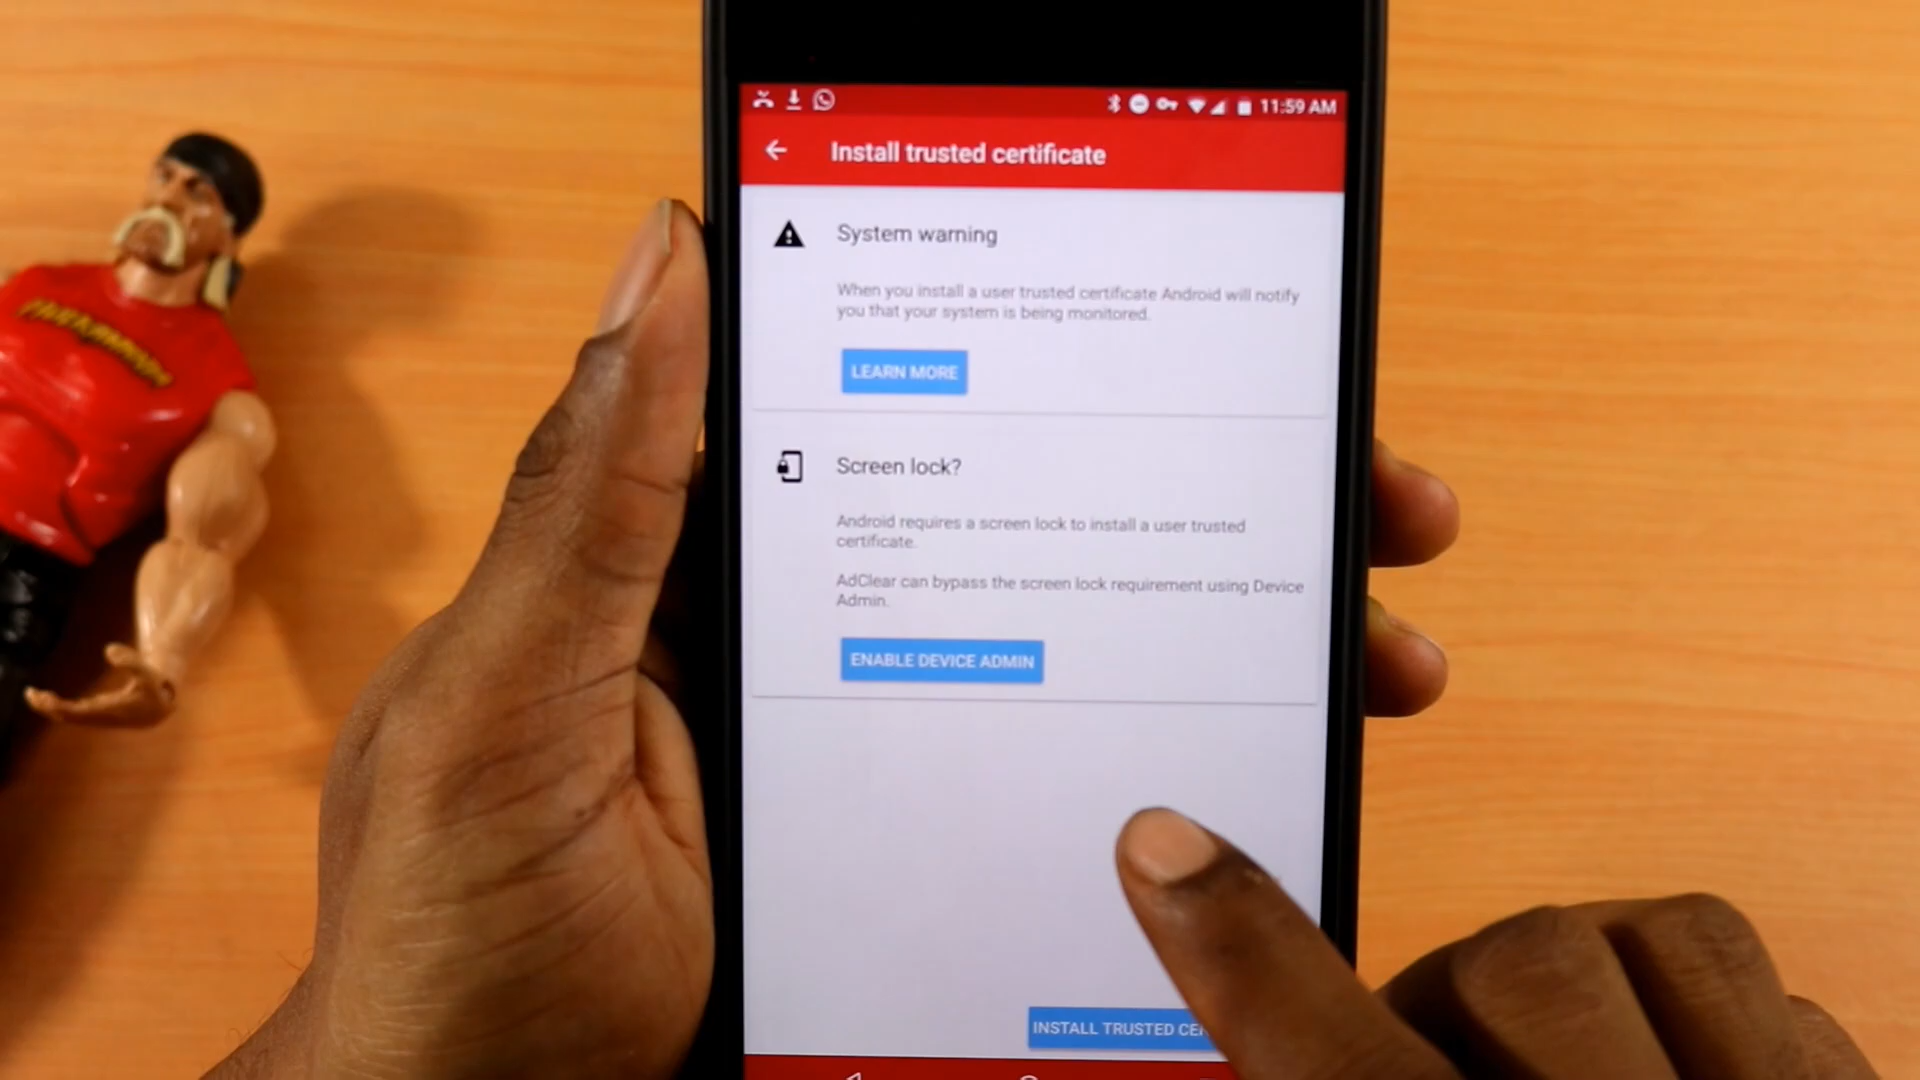 11:59 AM
Install trusted certificate
System warning
When you install a user trusted certificate Android will notify
you that your system is being monitored.
LEARN MORE
Screen lock?
Android requires a screen lock to install a user trusted
certificate.
AdClear can bypass the screen lock requirement using Device
Admin.
ENABLE DEVICE ADMIN
INSTALL TRUSTED CE